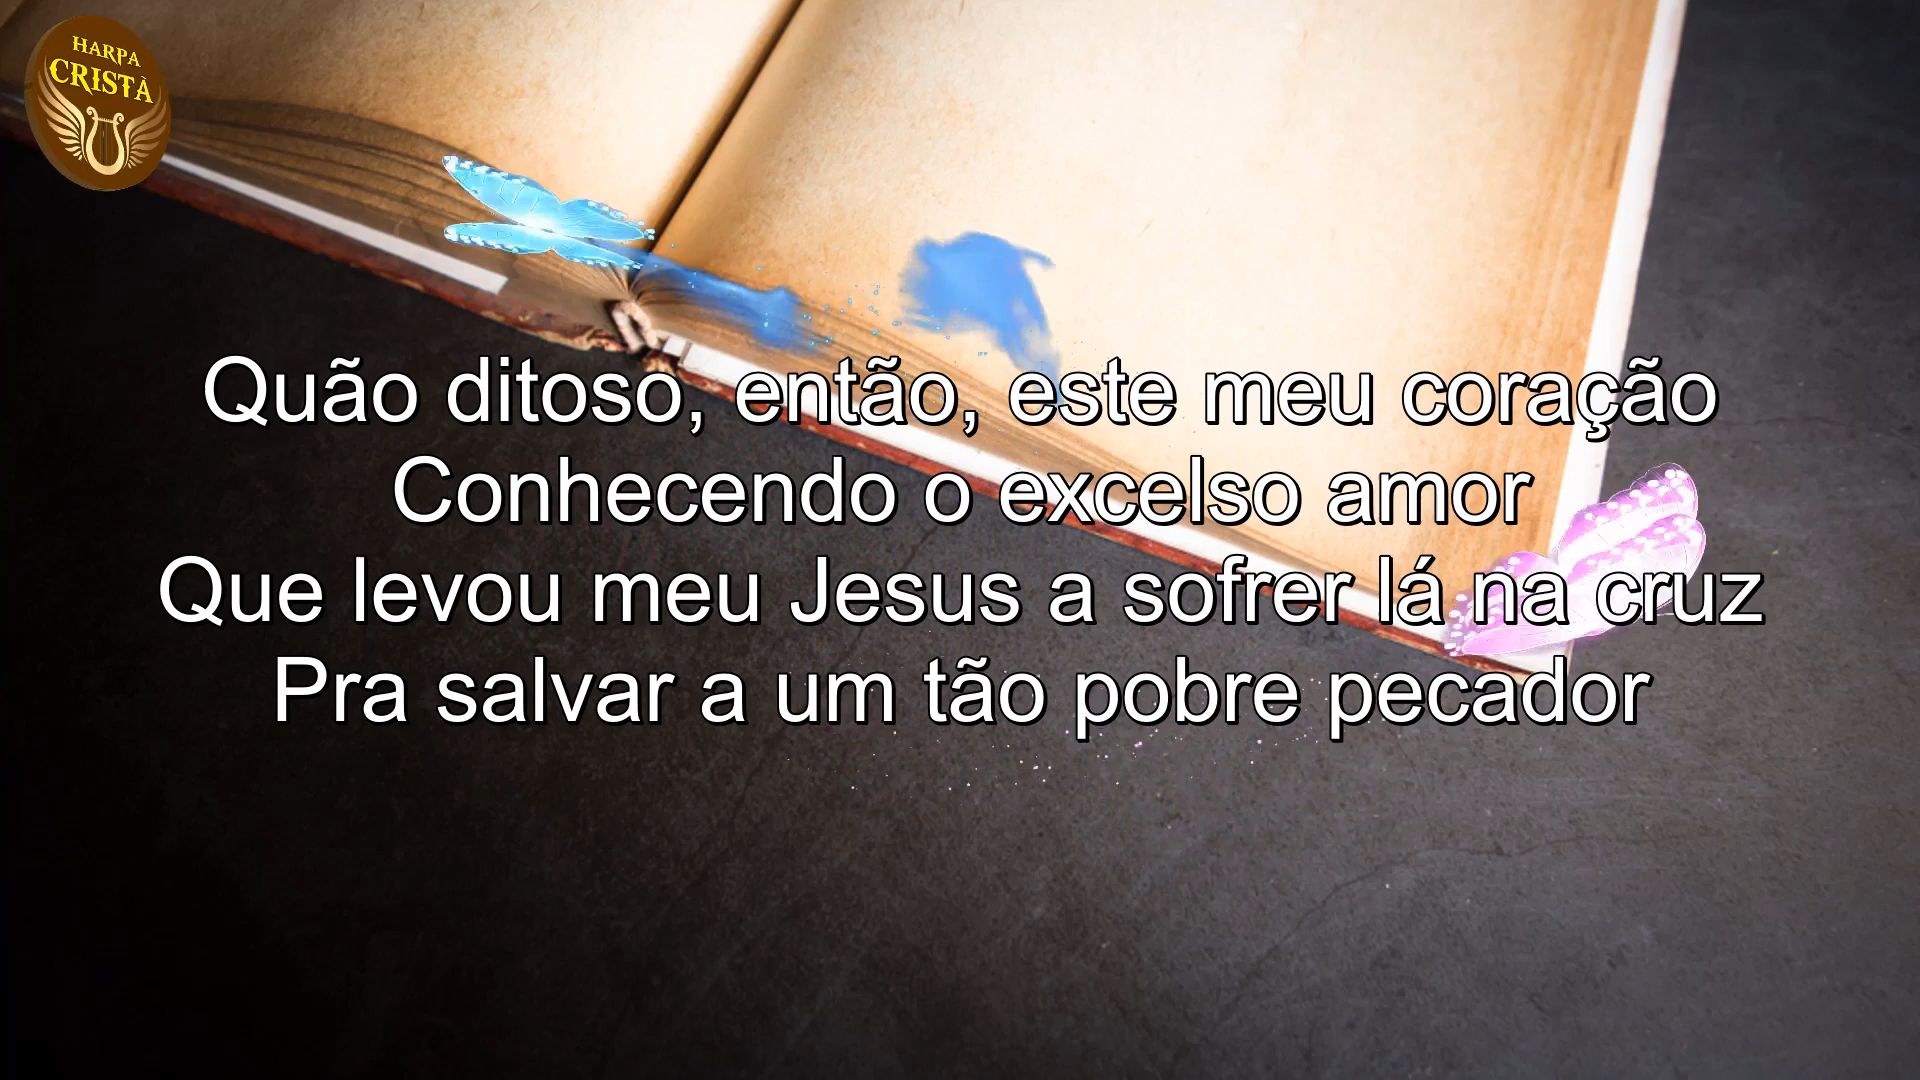 HARPA
CRISTÃ
Quão ditoso, então, este meu coração
Conhecendo o excelso amor
Que levou meu Jesus a sofrer lá na cruz
Pra salvar a um tão pobre pecador